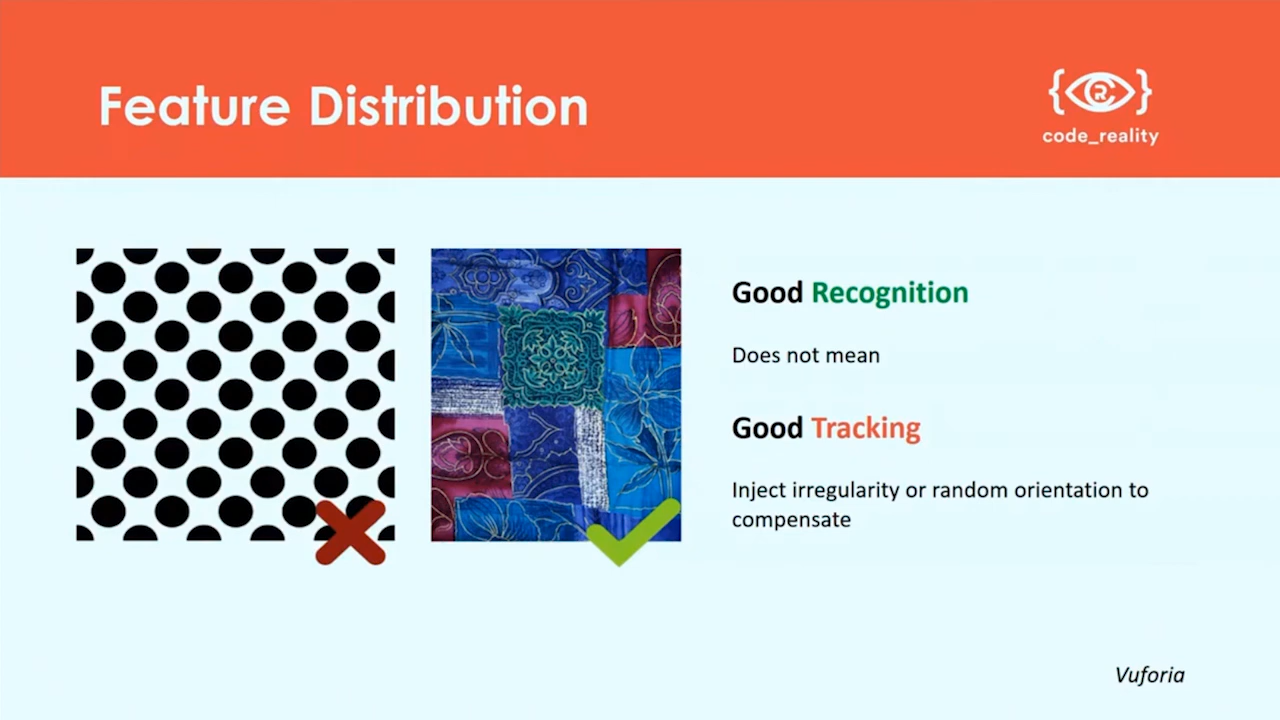 Feature Distribution
code_reality
Good Recognition
Does not mean
Good Tracking
Inject irregularity or random orientation to
compensate
Vuforia